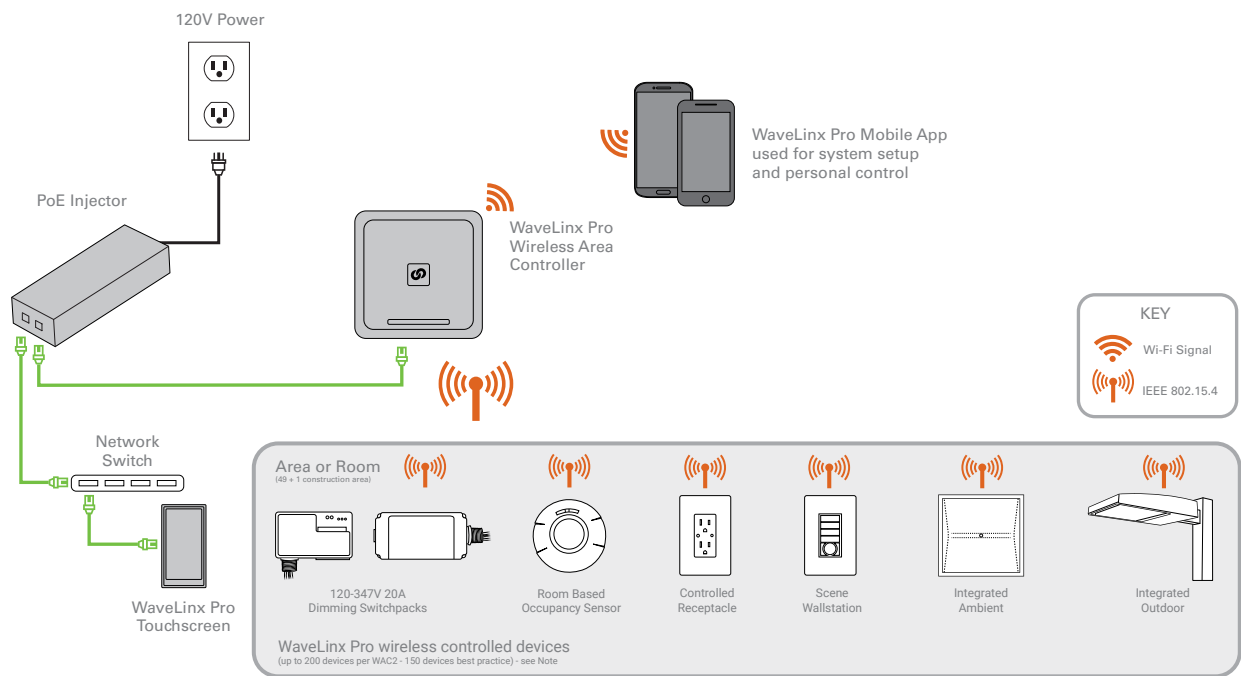 120V Power
PoE Injector
WaveLinx Pro
Wireless Area
Controller
WaveLinx Pro Mobile App
used for system setup
and personal control
KEY
Wi-Fi Signal
IEEE 802.15.4
Network
Switch
WaveLinx Pro
Touchscreen
Area or Room
(49 + 1 construction area)
120-347V 20A
Dimming Switchpacks
Room Based
Occupancy Sensor
Controlled
Receptacle
Scene
Wallstation
Integrated
Ambient
Integrated
Outdoor
WaveLinx Pro wireless controlled devices
(up to 200 devices per WAC2 - 150 devices best practice) - see Note